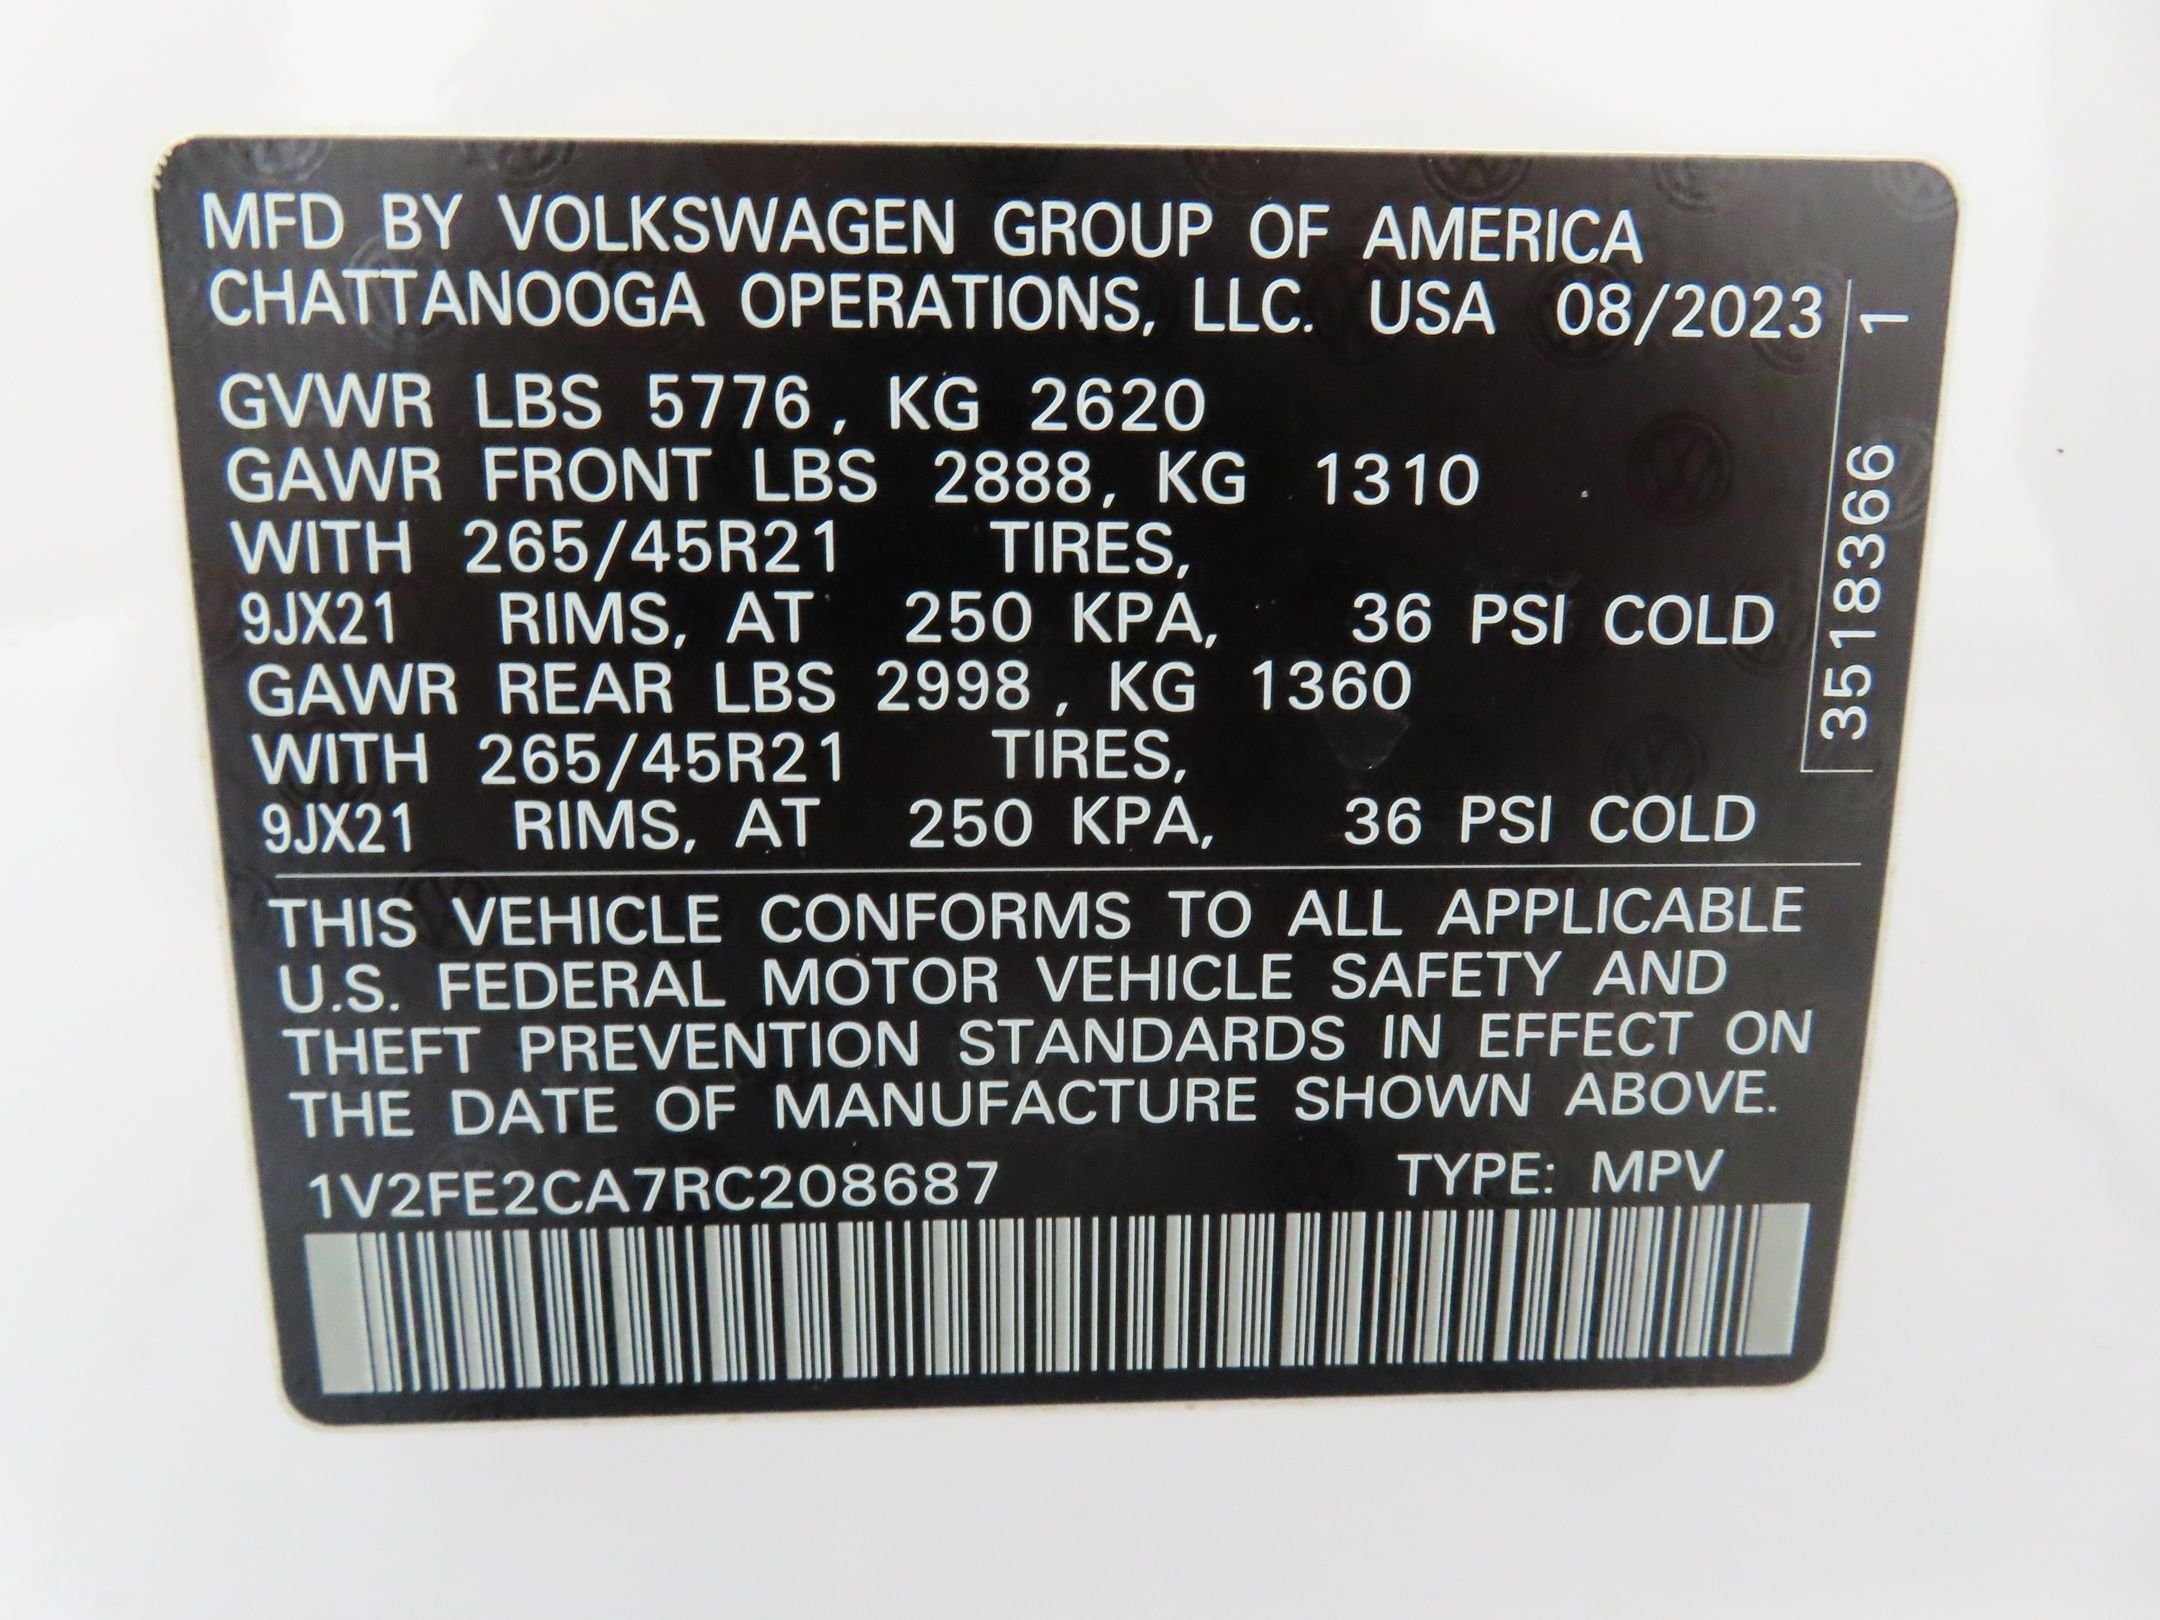 MFD BY VOLKSWAGEN GROUP OF AMERICA
CHATTANOOGA OPERATIONS, LLC. USA 08/2023
GVWR LBS 5776, KG 2620
GAWR FRONT LBS 2888, KG 1310
WITH 265/45R21 TIRES,
9JX21 RIMS, AT 250 KPA, 36 PSI COLD
GAWR REAR LBS 2998, KG 1360
WITH 265/45R21 TIRES,
9JX21 RIMS, AT 250 KPA, 36 PSI COLD
3518366 1
THIS VEHICLE CONFORMS TO ALL APPLICABLE
U.S. FEDERAL MOTOR VEHICLE SAFETY AND
THEFT PREVENTION STANDARDS IN EFFECT ON
THE DATE OF MANUFACTURE SHOWN ABOVE.
1V2FE2CA7RC208687 TYPE: MPV